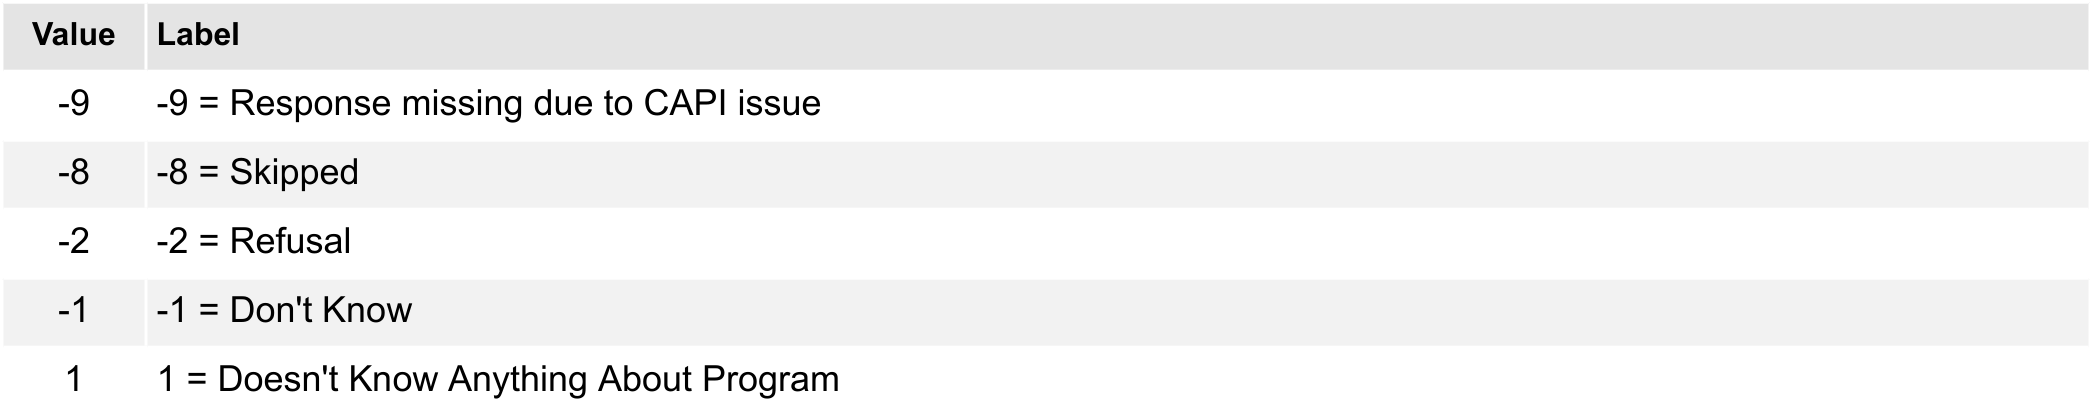 Value Label
-9 -9 = Response missing due to CAPI issue
-8 -8 = Skipped
-2 -2 = Refusal
-1 -1 = Don't Know
1 1 = Doesn't Know Anything About Program